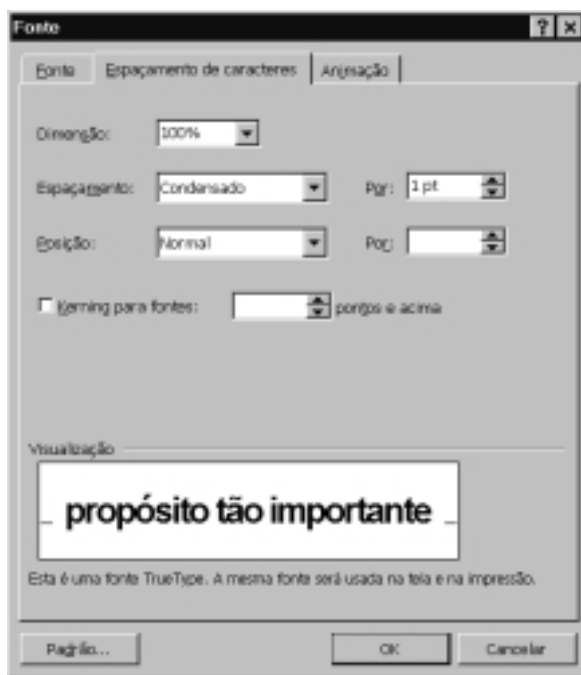 Fonte
Fonte Espaçamento de caracteres Animação
Dimensão: 100%
Espaçamento: Condensado Por: 1 pt
Posição: Normal Por:
Kerning para fontes: pontos e acima
Visualização
propósito tão importante
Esta é uma fonte TrueType. A mesma fonte será usada na tela e na impressão.
Padrão... OK Cancelar